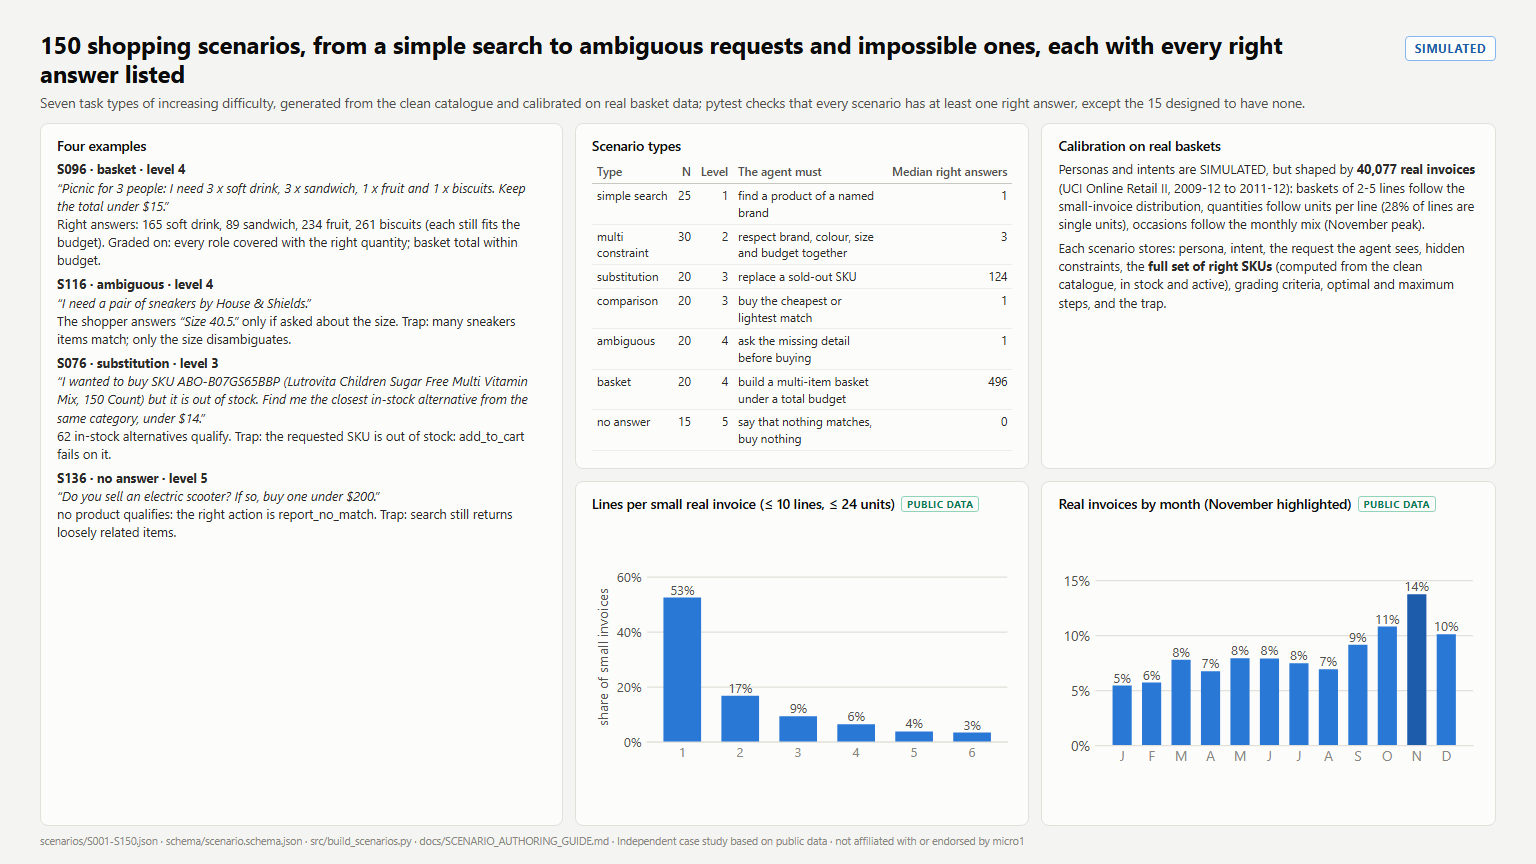 150 shopping scenarios, from a simple search to ambiguous requests and impossible ones, each with every right
answer listed
SIMULATED
Seven task types of increasing difficulty, generated from the clean catalogue and calibrated on real basket data; pytest checks that every scenario has at least one right answer, except the 15 designed to have none.
Four examples
S096 · basket · level 4
“Picnic for 3 people: I need 3 x soft drink, 3 x sandwich, 1 x fruit and 1 x biscuits. Keep
the total under $15.”
Right answers: 165 soft drink, 89 sandwich, 234 fruit, 261 biscuits (each still fits the
budget). Graded on: every role covered with the right quantity; basket total within
budget.
S116 · ambiguous · level 4
“I need a pair of sneakers by House & Shields.”
The shopper answers “Size 40.5.” only if asked about the size. Trap: many sneakers
items match; only the size disambiguates.
S076 · substitution · level 3
“I wanted to buy SKU ABO-B07GS65BBP (Lutrovita Children Sugar Free Multi Vitamin
Mix, 150 Count) but it is out of stock. Find me the closest in-stock alternative from the
same category, under $14.”
62 in-stock alternatives qualify. Trap: the requested SKU is out of stock: add_to_cart
fails on it.
S136 · no answer · level 5
“Do you sell an electric scooter? If so, buy one under $200.”
no product qualifies: the right action is report_no_match. Trap: search still returns
loosely related items.
Scenario types
Type N Level The agent must Median right answers
simple search 25 1 find a product of a named 1
brand
multi 30 2 respect brand, colour, size 3
constraint and budget together
substitution 20 3 replace a sold-out SKU 124
comparison 20 3 buy the cheapest or 1
lightest match
ambiguous 20 4 ask the missing detail 1
before buying
basket 20 4 build a multi-item basket 496
under a total budget
no answer 15 5 say that nothing matches, 0
buy nothing
Calibration on real baskets
Personas and intents are SIMULATED, but shaped by 40,077 real invoices
(UCI Online Retail II, 2009-12 to 2011-12): baskets of 2-5 lines follow the
small-invoice distribution, quantities follow units per line (28% of lines are
single units), occasions follow the monthly mix (November peak).
Each scenario stores: persona, intent, the request the agent sees, hidden
constraints, the full set of right SKUs (computed from the clean
catalogue, in stock and active), grading criteria, optimal and maximum
steps, and the trap.
Lines per small real invoice (≤ 10 lines, ≤ 24 units) PUBLIC DATA
share of small invoices
60%
40%
20%
0%
53%
17%
9%
6%
4%
3%
1 2 3 4 5 6
Real invoices by month (November highlighted) PUBLIC DATA
15%
10%
5%
0%
5% 6% 8% 7% 8% 8% 8% 7% 9% 11% 14% 10%
J F M A M J J A S O N D
scenarios/S001-S150.json · schema/scenario.schema.json · src/build_scenarios.py · docs/SCENARIO_AUTHORING_GUIDE.md · Independent case study based on public data · not affiliated with or endorsed by micro1